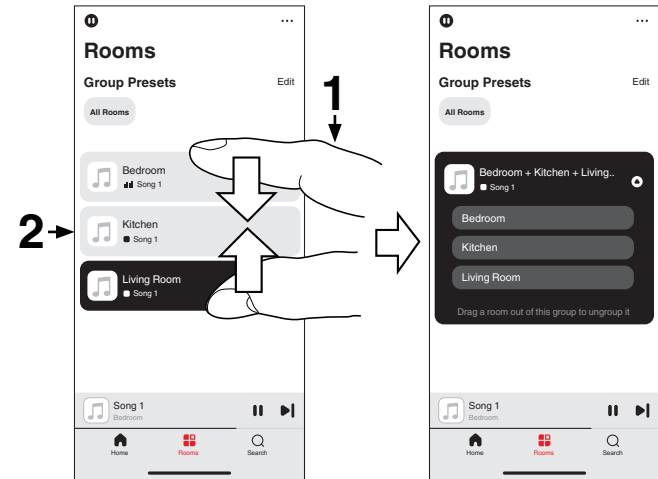 ...
Rooms
Group Presets Edit
All Rooms
1
Bedroom
Song 1
2
Kitchen
Song 1
Living Room
Song 1
Song 1
Bedroom
Home Rooms Search
...
Rooms
Group Presets Edit
All Rooms
Bedroom + Kitchen + Living..
Song 1
Bedroom
Kitchen
Living Room
Drag a room out of this group to ungroup it
Song 1
Bedroom
Home Rooms Search